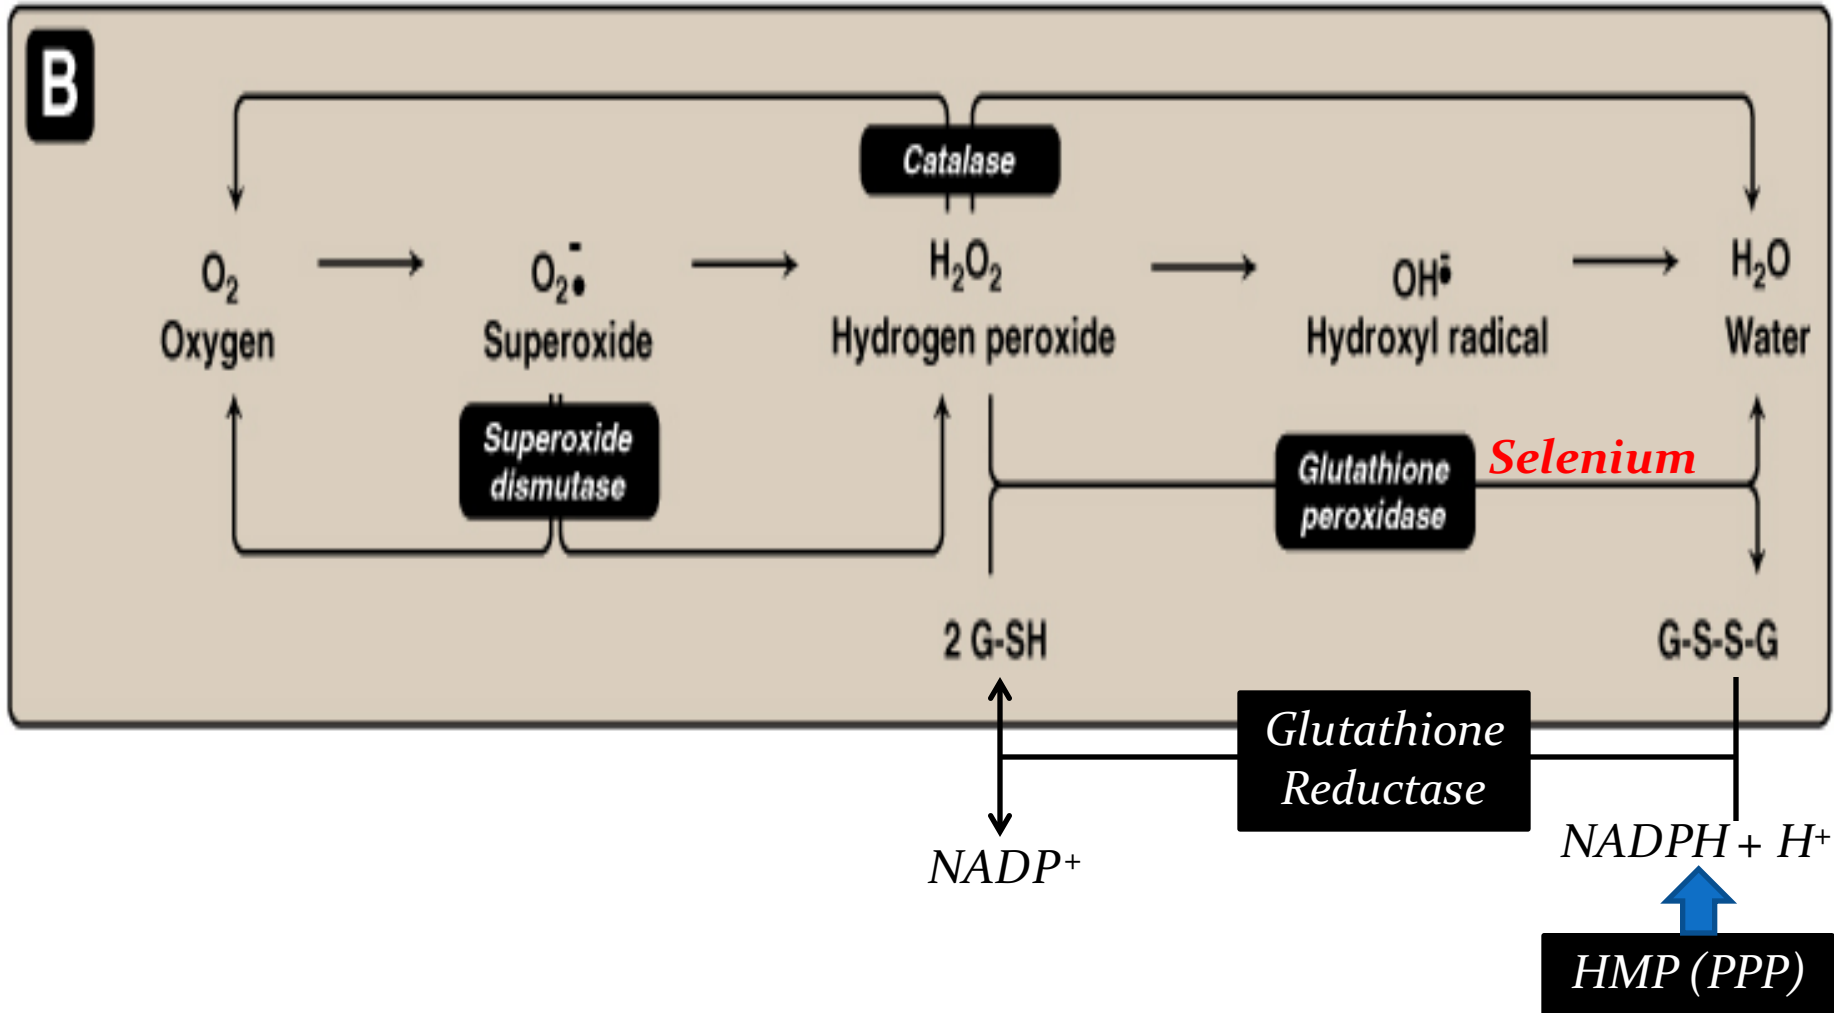 B
Catalase
O₂
O₂•⁻
H₂O₂
OH•⁻
H₂O
Oxygen
Superoxide
Hydrogen peroxide
Hydroxyl radical
Water
Superoxide
dismutase
Glutathione
peroxidase
Selenium
2 G-SH
G-S-S-G
Glutathione
Reductase
NADP⁺
NADPH + H⁺
HMP (PPP)